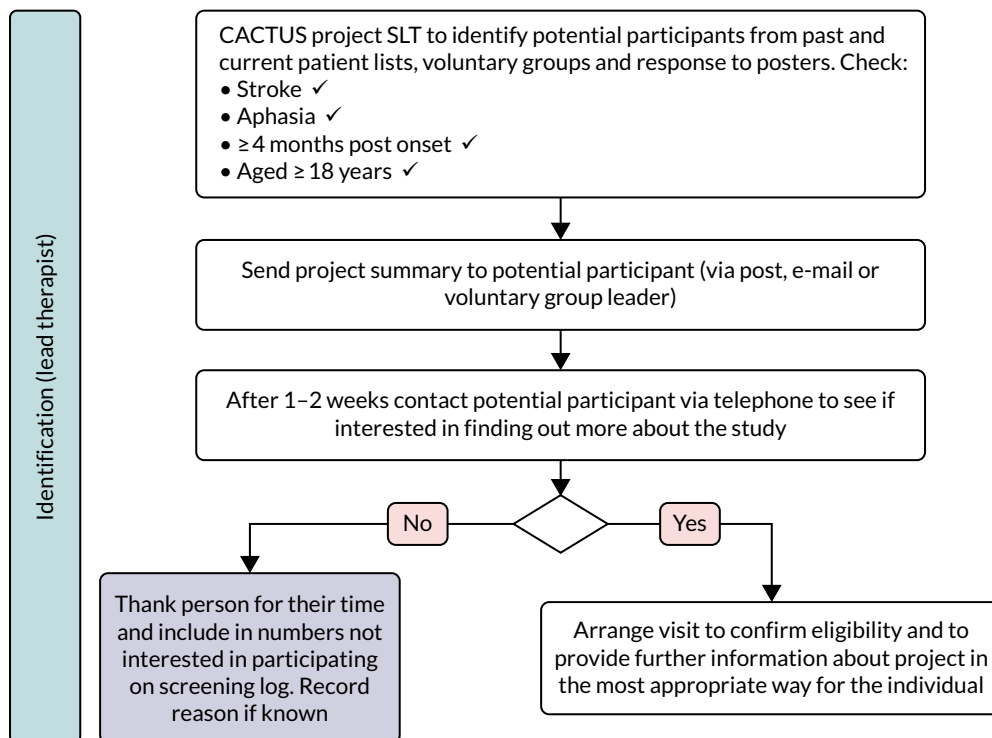 Identification (lead therapist)
CACTUS project SLT to identify potential participants from past and
current patient lists, voluntary groups and response to posters. Check:
• Stroke ✓
• Aphasia ✓
• ≥4 months post onset ✓
• Aged ≥18 years ✓
Send project summary to potential participant (via post, e-mail or
voluntary group leader)
After 1–2 weeks contact potential participant via telephone to see if
interested in finding out more about the study
No
Yes
Thank person for their time
and include in numbers not
interested in participating
on screening log. Record
reason if known
Arrange visit to confirm eligibility and to
provide further information about project in
the most appropriate way for the individual